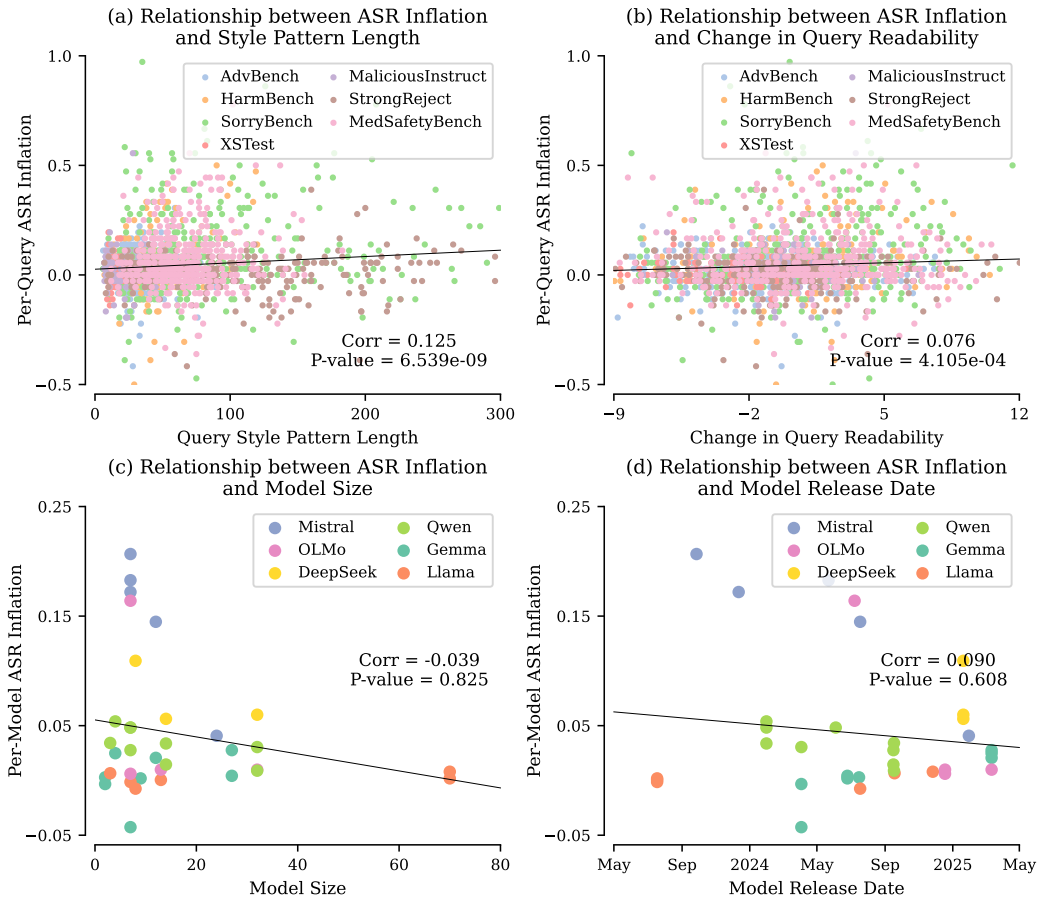 (a) Relationship between ASR Inflation
and Style Pattern Length
Per-Query ASR Inflation
1.0
0.5
0.0
−0.5
AdvBench
HarmBench
SorryBench
XSTest
MaliciousInstruct
StrongReject
MedSafetyBench
Corr = 0.125
P-value = 6.539e-09
0
100
200
300
Query Style Pattern Length
(b) Relationship between ASR Inflation
and Change in Query Readability
Per-Query ASR Inflation
1.0
0.5
0.0
−0.5
AdvBench
HarmBench
SorryBench
XSTest
MaliciousInstruct
StrongReject
MedSafetyBench
Corr = 0.076
P-value = 4.105e-04
−9
−2
5
12
Change in Query Readability
(c) Relationship between ASR Inflation
and Model Size
Per-Model ASR Inflation
0.25
0.15
0.05
−0.05
Mistral
OLMo
DeepSeek
Qwen
Gemma
Llama
Corr = -0.039
P-value = 0.825
0
20
40
60
80
Model Size
(d) Relationship between ASR Inflation
and Model Release Date
Per-Model ASR Inflation
0.25
0.15
0.05
−0.05
Mistral
OLMo
DeepSeek
Qwen
Gemma
Llama
Corr = 0.090
P-value = 0.608
May
Sep
2024
May
Sep
2025
May
Model Release Date